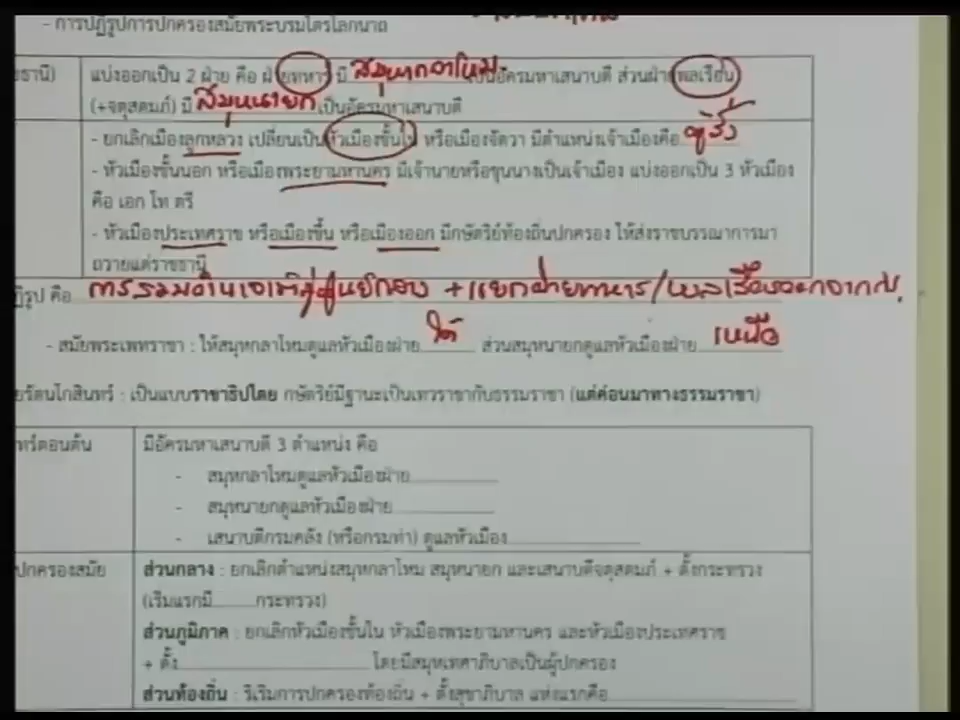 - การปฏิรูปการปกครองสมัยพระบรมไตรโลกนาถ
ธานี) แบ่งออกเป็น 2 ฝ่าย คือ ฝ่ายทหาร มี สมุหกลาโหม เป็นอัครมหาเสนาบดี ส่วนฝ่ายพลเรือน
(+จตุสดมภ์) มี สมุหนายก เป็นอัครมหาเสนาบดี
- ยกเลิกเมืองลูกหลวง เปลี่ยนเป็นหัวเมืองชั้นใน หรือเมืองจัตวา มีตำแหน่งเจ้าเมืองคือ ผู้รั้ง
- หัวเมืองชั้นนอก หรือเมืองพระยามหานคร มีเจ้านายหรือขุนนางเป็นเจ้าเมือง แบ่งออกเป็น 3 หัวเมือง
คือ เอก โท ตรี
- หัวเมืองประเทศราช หรือเมืองขึ้น หรือเมืองออก มีกษัตริย์ท้องถิ่นปกครอง ให้ส่งราชบรรณาการมา
ถวายแด่ราชธานี
ฏิรูป คือ การรวมอำนาจเข้าสู่ศูนย์กลาง + แยกฝ่ายทหาร/พลเรือนออกจากกัน
- สมัยพระเพทราชา : ให้สมุหกลาโหมดูแลหัวเมืองฝ่าย ใต้ ส่วนสมุหนายกดูแลหัวเมืองฝ่าย เหนือ
ยรัตนโกสินทร์ : เป็นแบบราชาธิปไตย กษัตริย์มีฐานะเป็นเทวราชากับธรรมราชา (แต่ค่อนมาทางธรรมราชา)
ทร์ตอนต้น มีอัครมหาเสนาบดี 3 ตำแหน่ง คือ
- สมุหกลาโหมดูแลหัวเมืองฝ่าย
- สมุหนายกดูแลหัวเมืองฝ่าย
- เสนาบดีกรมคลัง (หรือกรมท่า) ดูแลหัวเมือง
ปกครองสมัย ส่วนกลาง : ยกเลิกตำแหน่งสมุหกลาโหม สมุหนายก และเสนาบดีจตุสดมภ์ + ตั้งกระทรวง
(เริ่มแรกมี........กระทรวง)
ส่วนภูมิภาค : ยกเลิกหัวเมืองชั้นใน หัวเมืองพระยามหานคร และหัวเมืองประเทศราช
+ ตั้ง........ โดยมีสมุหเทศาภิบาลเป็นผู้ปกครอง
ส่วนท้องถิ่น : ริเริ่มการปกครองท้องถิ่น + ตั้งสุขาภิบาล แห่งแรกคือ